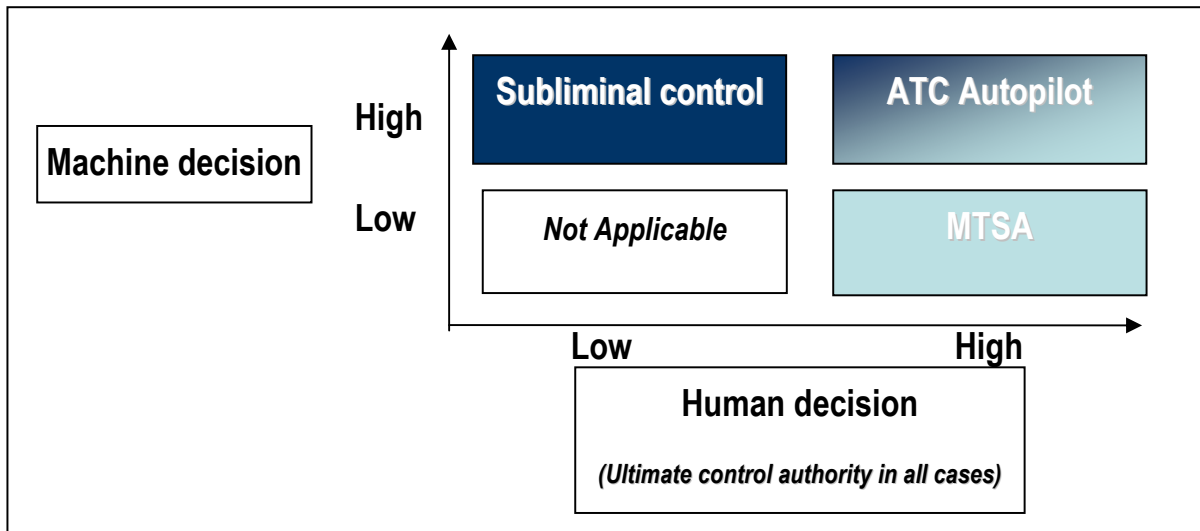 Subliminal control
ATC Autopilot
High
Machine decision
Low
Not Applicable
MTSA
Low
High
Human decision
(Ultimate control authority in all cases)